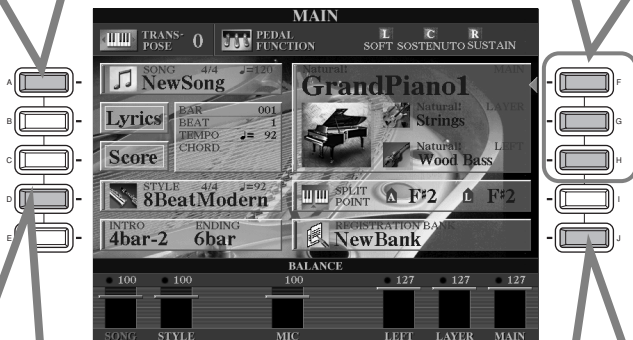 MAIN
TRANS-
POSE
0
PEDAL
FUNCTION
L C R
SOFT SOSTENUTO SUSTAIN
A
B
C
D
E
SONG 4/4 ♩=120
NewSong
Lyrics
Score
BAR 001
BEAT 1
TEMPO ♩= 92
CHORD
STYLE 4/4 ♩=92
8BeatModern
INTRO ENDING
4bar-2 6bar
Natural! MAIN
GrandPiano1
Natural! LAYER
Strings
Natural! LEFT
Wood Bass
SPLIT
POINT
A F#2 L F#2
REGISTRATION BANK
NewBank
F
G
H
I
J
BALANCE
100 100 100 127 127 127
SONG STYLE MIC LEFT LAYER MAIN